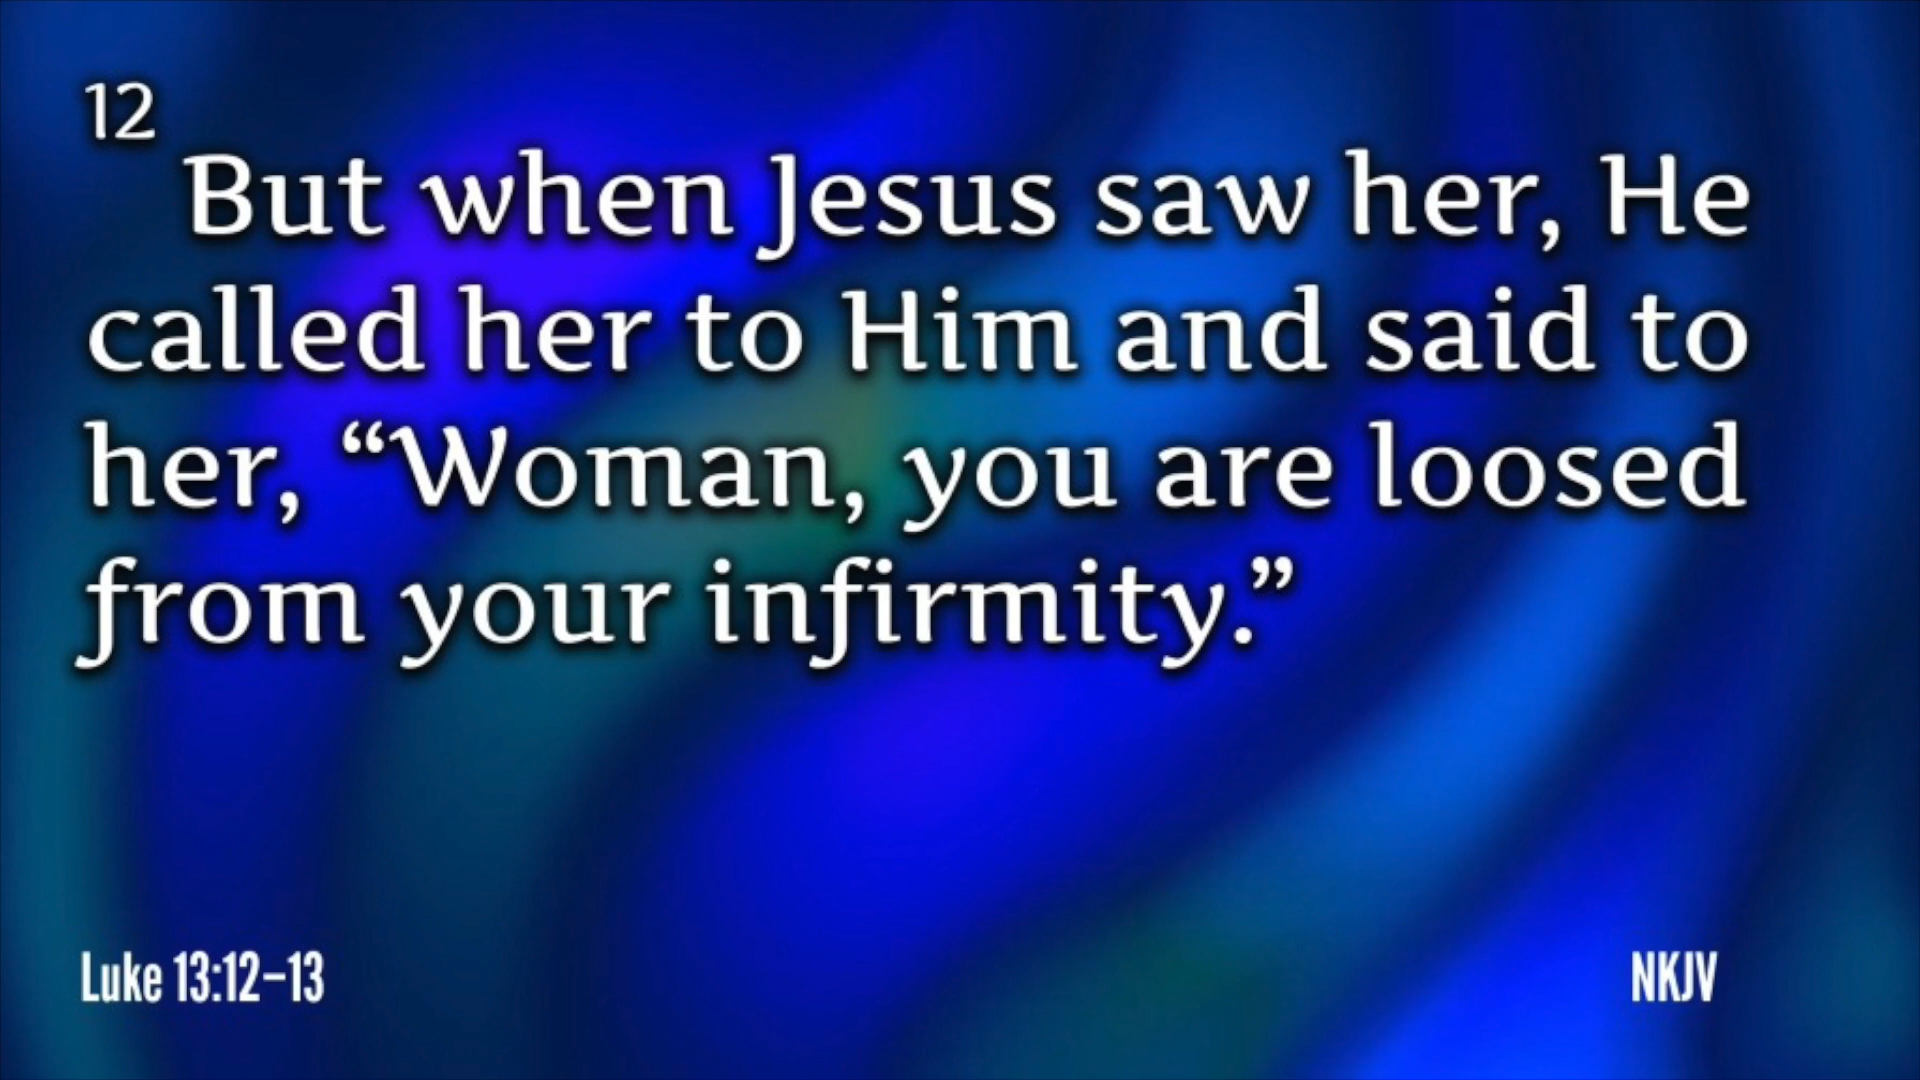 12
But when Jesus saw her, He
called her to Him and said to
her, “Woman, you are loosed
from your infirmity.”
Luke 13:12–13
NKJV